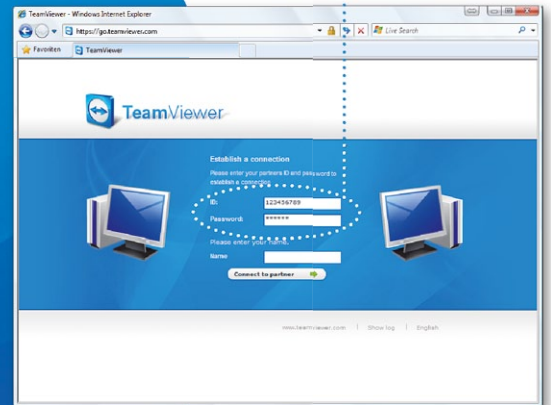 TeamViewer - Windows Internet Explorer
https://go.teamviewer.com
Live Search
Favoriten
TeamViewer
TeamViewer
Establish a connection
Please enter your partners ID and password to
establish a connection
ID: 123456789
Password: ******
Please enter your name.
Name
Connect to partner
www.teamviewer.com | Show log | English